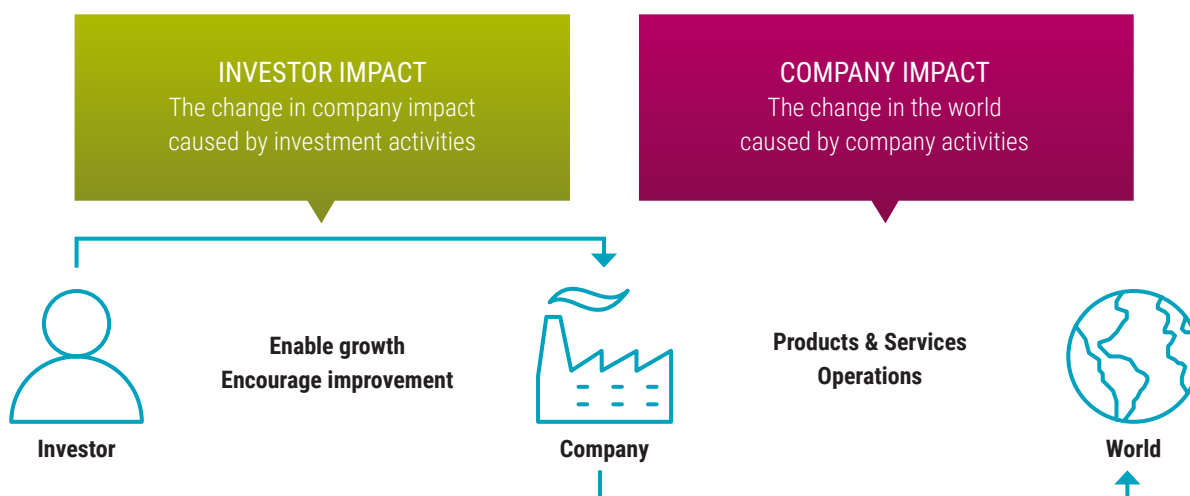 INVESTOR IMPACT
The change in company impact
caused by investment activities
COMPANY IMPACT
The change in the world
caused by company activities
Enable growth
Encourage improvement
Products & Services
Operations
Investor
Company
World